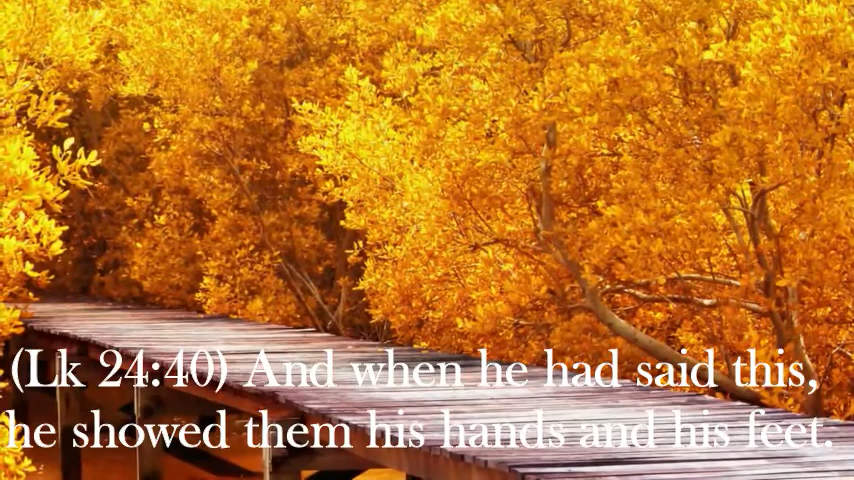 (Lk 24:40) And when he had said this,
he showed them his hands and his feet.